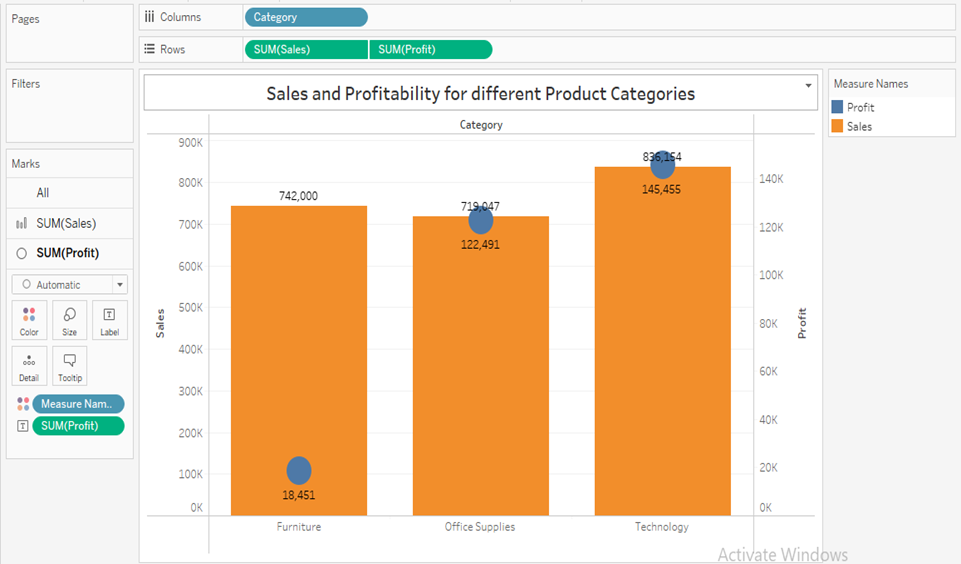 Pages
Columns
Category
Rows
SUM(Sales)
SUM(Profit)
Filters
Marks
All
SUM(Sales)
SUM(Profit)
Automatic
Color
Size
Label
Detail
Tooltip
Measure Nam..
SUM(Profit)
Sales and Profitability for different Product Categories
Category
Sales
900K
800K
700K
600K
500K
400K
300K
200K
100K
0K
742,000
18,451
719,047
122,491
836,154
145,455
Furniture
Office Supplies
Technology
140K
120K
100K
80K
60K
40K
20K
0K
Profit
Measure Names
Profit
Sales
Activate Windows